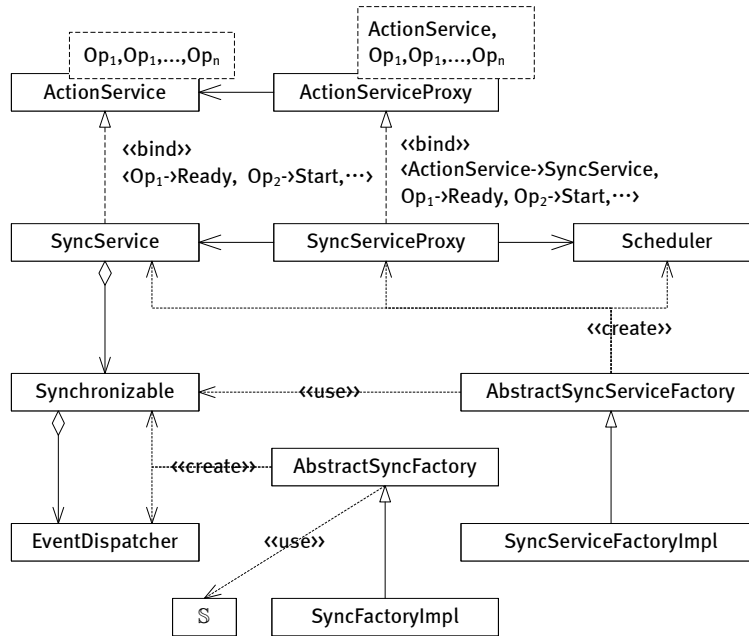 Op₁,Op₁,...,Opₙ
ActionService,
Op₁,Op₁,...,Opₙ
ActionService
ActionServiceProxy
«bind»
‹Op₁->Ready, Op₂->Start,···›
«bind»
‹ActionService->SyncService,
Op₁->Ready, Op₂->Start,···›
SyncService
SyncServiceProxy
Scheduler
«create»
Synchronizable
«use»
AbstractSyncServiceFactory
«create»
AbstractSyncFactory
EventDispatcher
«use»
SyncServiceFactoryImpl
𝕊
SyncFactoryImpl